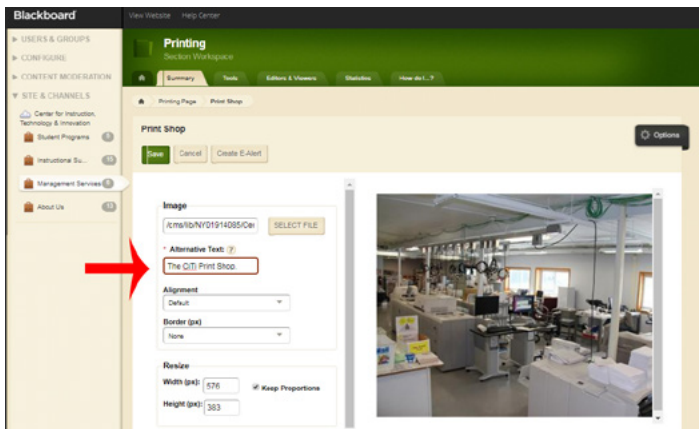 Blackboard
View Website Help Center
USERS & GROUPS
CONFIGURE
CONTENT MODERATION
SITE & CHANNELS
Center for Instruction,
Technology & Innovation
Student Programs
Instructional Su...
Management Services
About Us
Printing
Section Workspace
Summary Tools Editors & Viewers Statistics How do I...?
Printing Page Print Shop
Print Shop
Options
Save Cancel Create E-Alert
Image
/cms/lib/NY01914085/Cen SELECT FILE
* Alternative Text: ?
The CiTi Print Shop.
Alignment
Default
Border (px)
None
Resize
Width (px): 576 Keep Proportions
Height (px): 383